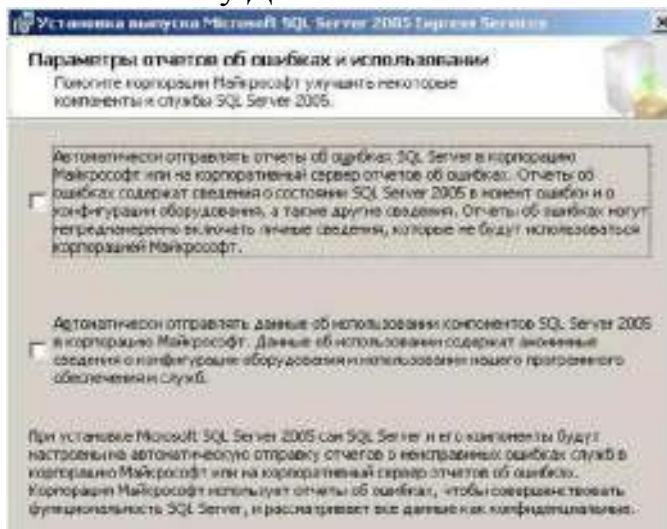 Установка выпуска Microsoft SQL Server 2005 Express Services
Параметры отчетов об ошибках и использовании
Помогите корпорации Майкрософт улучшить некоторые
компоненты и службы SQL Server 2005.
Автоматически отправлять отчеты об ошибках SQL Server в корпорацию
Майкрософт или на корпоративный сервер отчетов об ошибках. Отчеты об
ошибках содержат сведения о состоянии SQL Server 2005 в момент ошибки и о
конфигурации оборудования, а также другие сведения. Отчеты об ошибках могут
непреднамеренно включать личные сведения, которые не будут использоваться
корпорацией Майкрософт.
Автоматически отправлять данные об использовании компонентов SQL Server 2005
в корпорацию Майкрософт. Данные об использовании содержат анонимные
сведения о конфигурации оборудования и использовании нашего программного
обеспечения и служб.
При установке Microsoft SQL Server 2005 сам SQL Server и его компоненты будут
настроены на автоматическую отправку отчетов о неисправимых ошибках служб в
корпорацию Майкрософт или на корпоративный сервер отчетов об ошибках.
Корпорация Майкрософт использует отчеты об ошибках, чтобы совершенствовать
функциональность SQL Server, и рассматривает все данные как конфиденциальные.